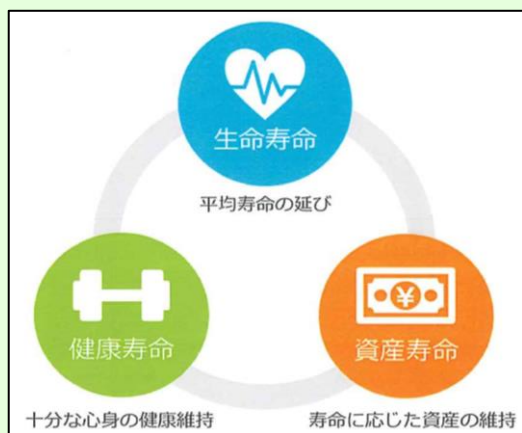 生命寿命
平均寿命の延び
健康寿命
十分な心身の健康維持
¥
資産寿命
寿命に応じた資産の維持